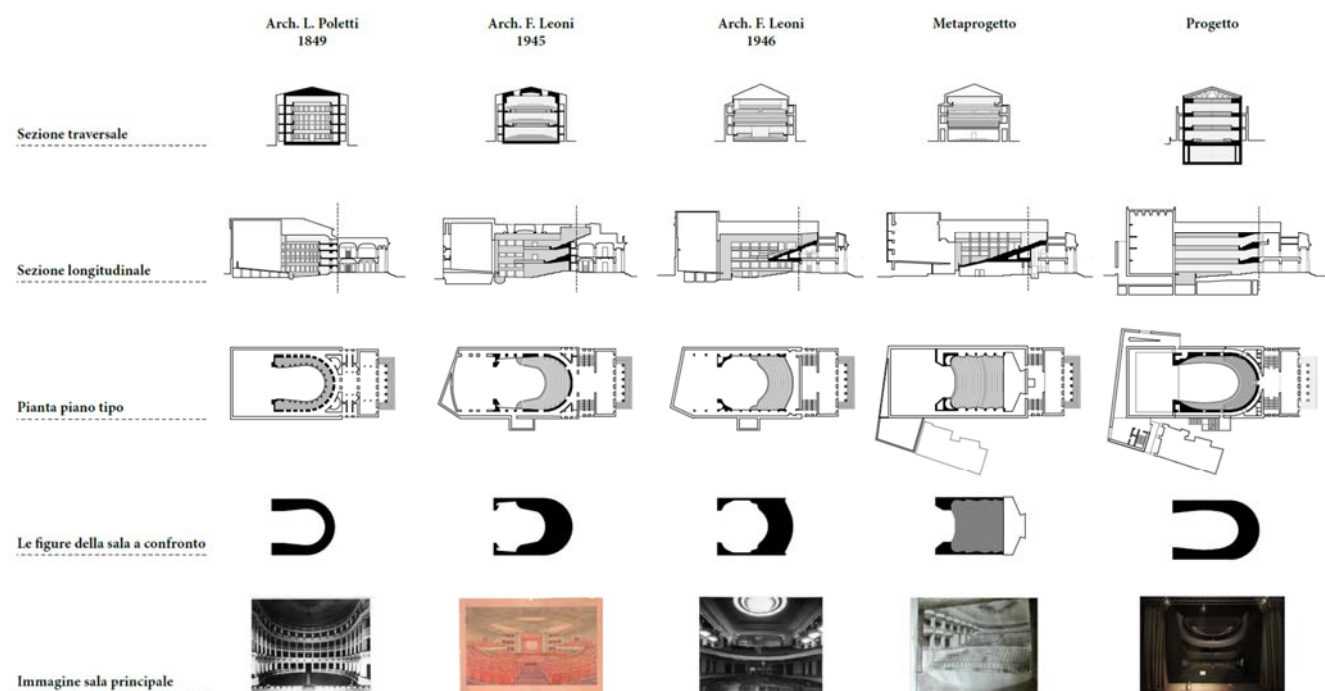 Arch. L. Poletti
1849
Arch. F. Leoni
1945
Arch. F. Leoni
1946
Metaprogetto
Progetto
Sezione traversale
Sezione longitudinale
Pianta piano tipo
Le figure della sala a confronto
Immagine sala principale